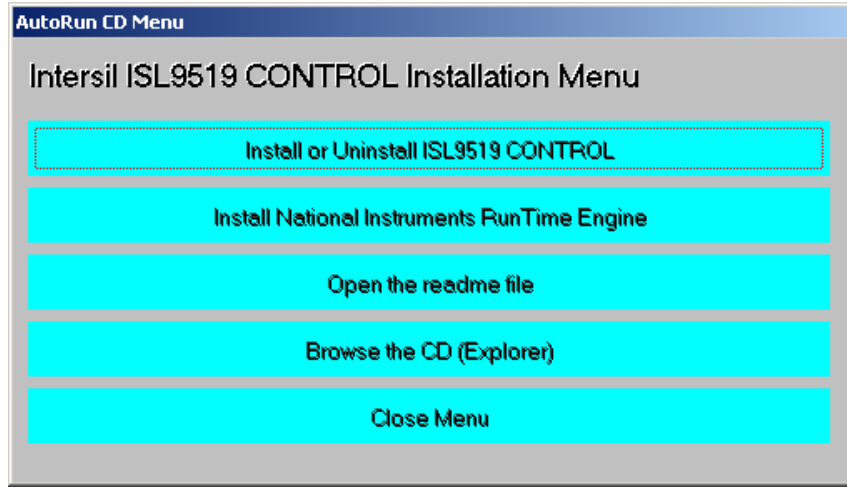 AutoRun CD Menu
Intersil ISL9519 CONTROL Installation Menu
Install or Uninstall ISL9519 CONTROL
Install National Instruments RunTime Engine
Open the readme file
Browse the CD (Explorer)
Close Menu